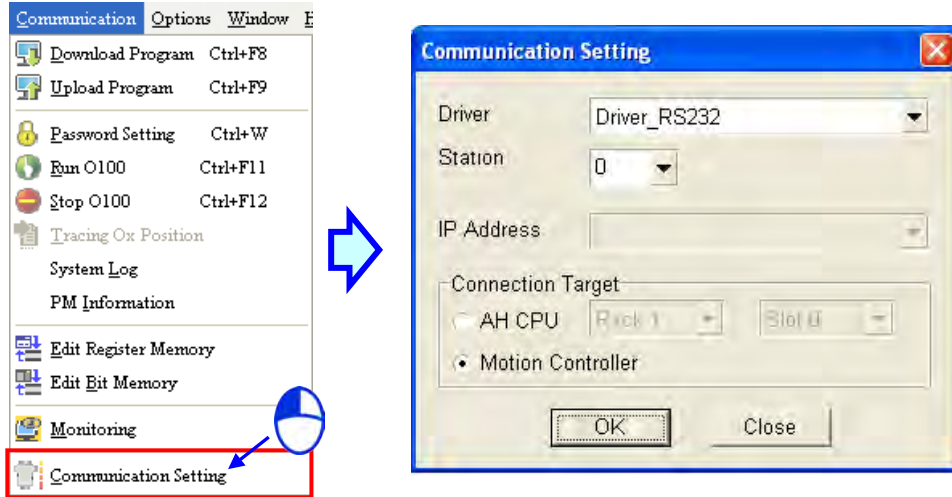 Communication Options Window
Download Program Ctrl+F8
Upload Program Ctrl+F9
Password Setting Ctrl+W
Run O100 Ctrl+F11
Stop O100 Ctrl+F12
Tracing Ox Position
System Log
PM Information
Edit Register Memory
Edit Bit Memory
Monitoring
Communication Setting
Communication Setting
Driver Driver_RS232
Station 0
IP Address
Connection Target
AH CPU Rack 1 Slot 0
Motion Controller
OK Close